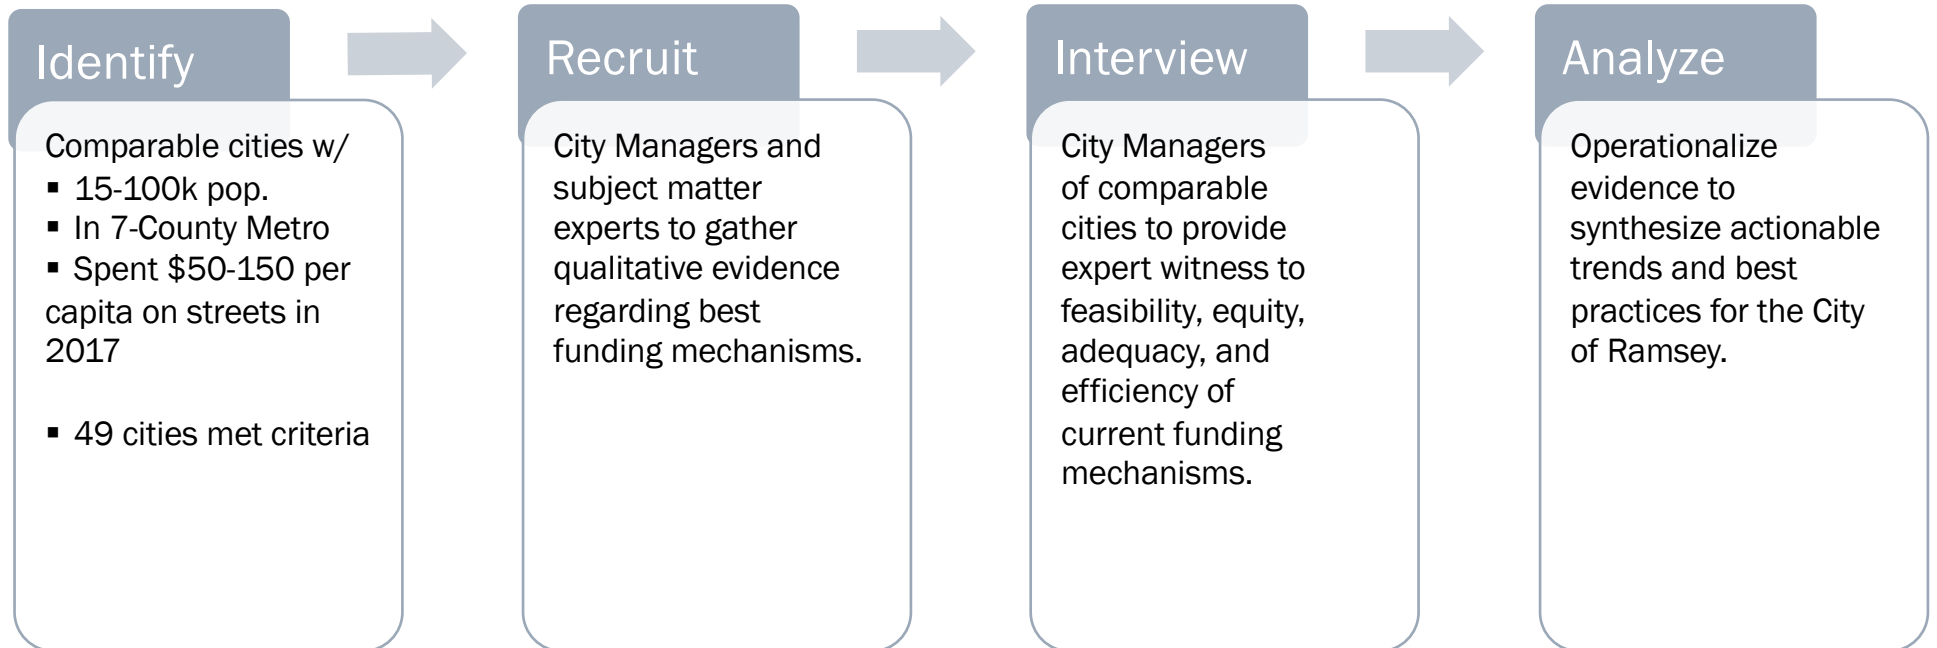 Identify
Comparable cities w/
▪ 15-100k pop.
▪ In 7-County Metro
▪ Spent $50-150 per
capita on streets in
2017
▪ 49 cities met criteria
Recruit
City Managers and
subject matter
experts to gather
qualitative evidence
regarding best
funding mechanisms.
Interview
City Managers
of comparable
cities to provide
expert witness to
feasibility, equity,
adequacy, and
efficiency of
current funding
mechanisms.
Analyze
Operationalize
evidence to
synthesize actionable
trends and best
practices for the City
of Ramsey.